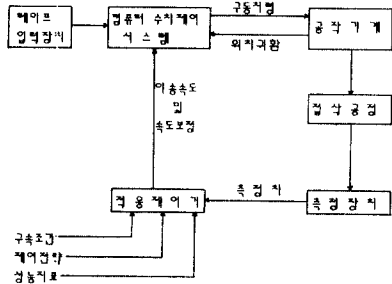 테이프
입력장치
컴퓨터 수치제어
시스템
구동지령
위치귀환
공작기계
절삭공정
이송속도
및
속도보정
적응제어기
측정치
측정장치
구속조건
제어전략
성능지표